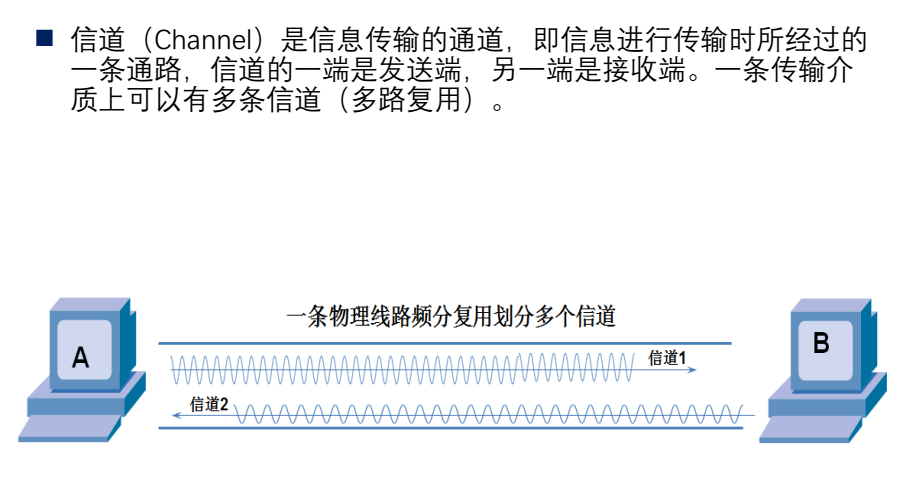 信道（Channel）是信息传输的通道，即信息进行传输时所经过的
一条通路，信道的一端是发送端，另一端是接收端。一条传输介
质上可以有多条信道（多路复用）。
一条物理线路频分复用划分多个信道
A
信道1
B
信道2